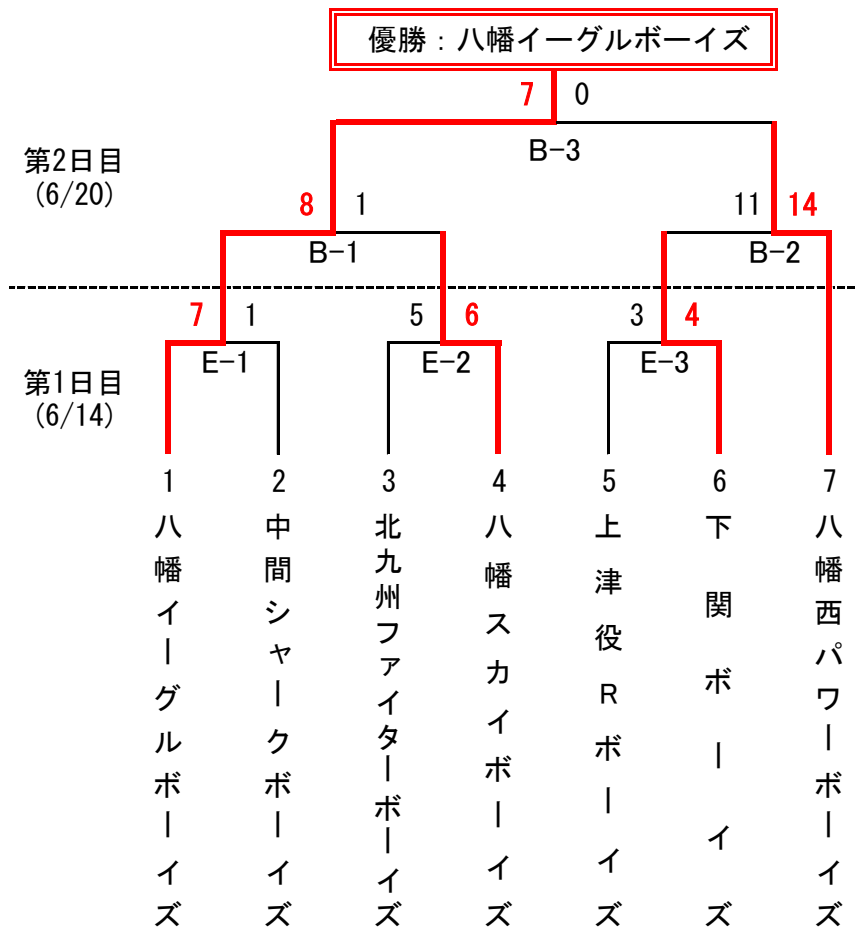 優勝：八幡イーグルボーイズ
7 0
B-3
第2日目
(6/20)
8 1 11 14
B-1 B-2
7 1 5 6 3 4
E-1 E-2 E-3
第1日目
(6/14)
1 2 3 4 5 6 7
八幡イーグルボーイズ
中間シャークボーイズ
北九州ファイターボーイズ
八幡スカイボーイズ
上津役Rボーイズ
下関ボーイズ
八幡西パワーボーイズ